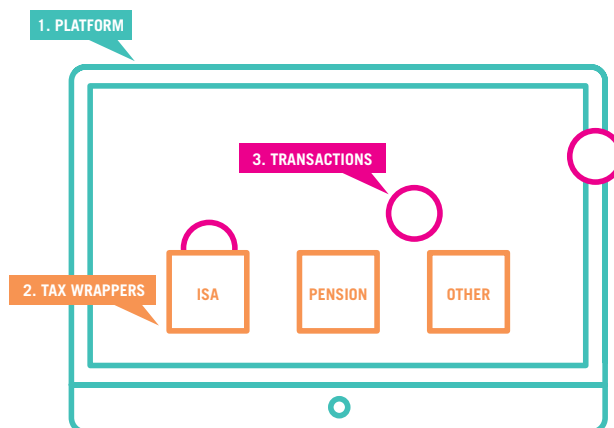 1. PLATFORM
3. TRANSACTIONS
2. TAX WRAPPERS
ISA
PENSION
OTHER